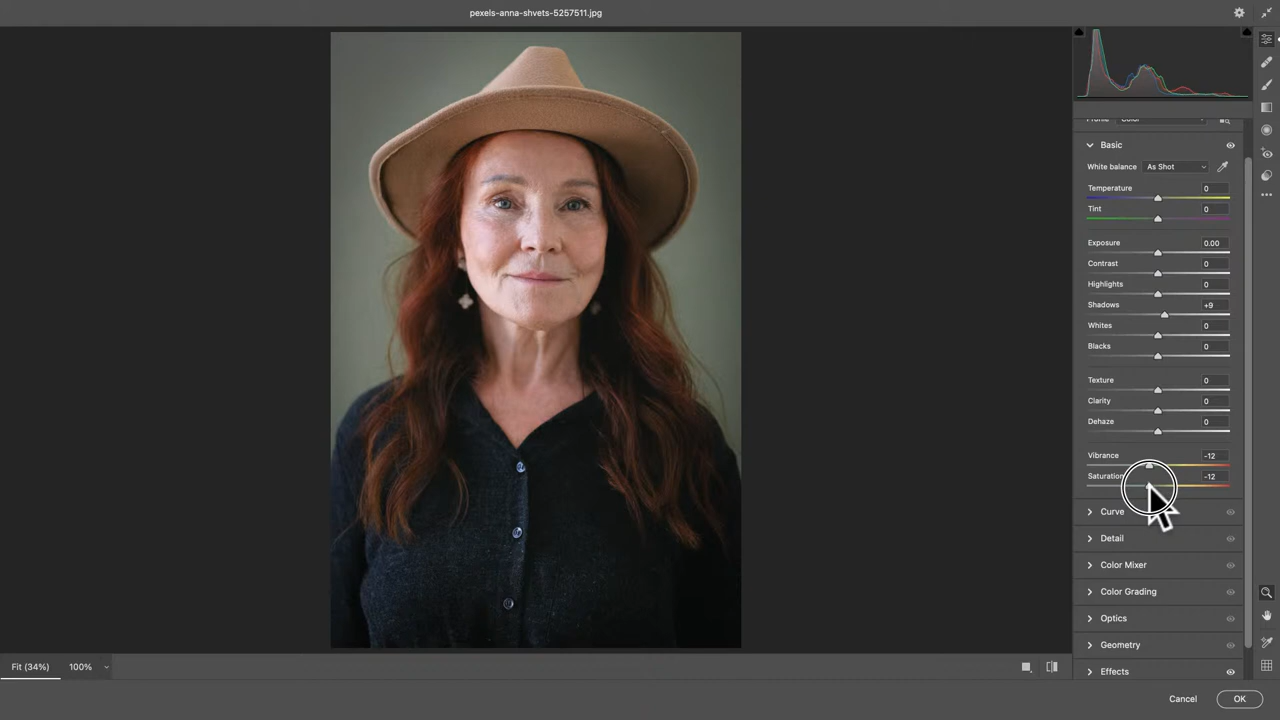 pexels-anna-shvets-5257511.jpg
Profile Color
Basic
White balance As Shot
Temperature 0
Tint 0
Exposure 0.00
Contrast 0
Highlights 0
Shadows +9
Whites 0
Blacks 0
Texture 0
Clarity 0
Dehaze 0
Vibrance -12
Saturation -12
Curve
Detail
Color Mixer
Color Grading
Optics
Geometry
Effects
Fit (34%) 100%
Cancel OK